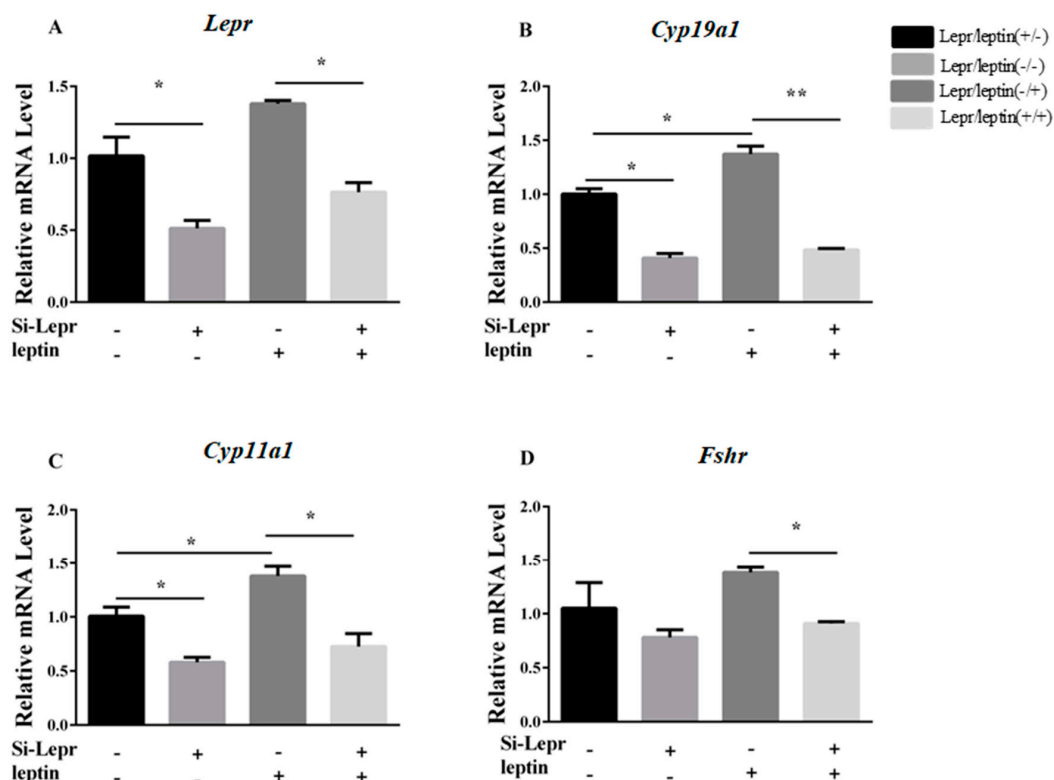 A
Lepr
Relative mRNA Level
1.5
1.0
0.5
0.0
*
*
Si-Lepr - + - +
leptin - - + +
B
Cyp19a1
Relative mRNA Level
2.0
1.5
1.0
0.5
0.0
*
*
**
Si-Lepr - + - +
leptin - - + +
Lepr/leptin(+/-)
Lepr/leptin(-/-)
Lepr/leptin(-/+)
Lepr/leptin(+/+)
C
Cyp11a1
Relative mRNA Level
2.0
1.5
1.0
0.5
0.0
*
*
*
Si-Lepr - + - +
leptin - - + +
D
Fshr
Relative mRNA Level
2.0
1.5
1.0
0.5
0.0
*
Si-Lepr - + - +
leptin - - + +